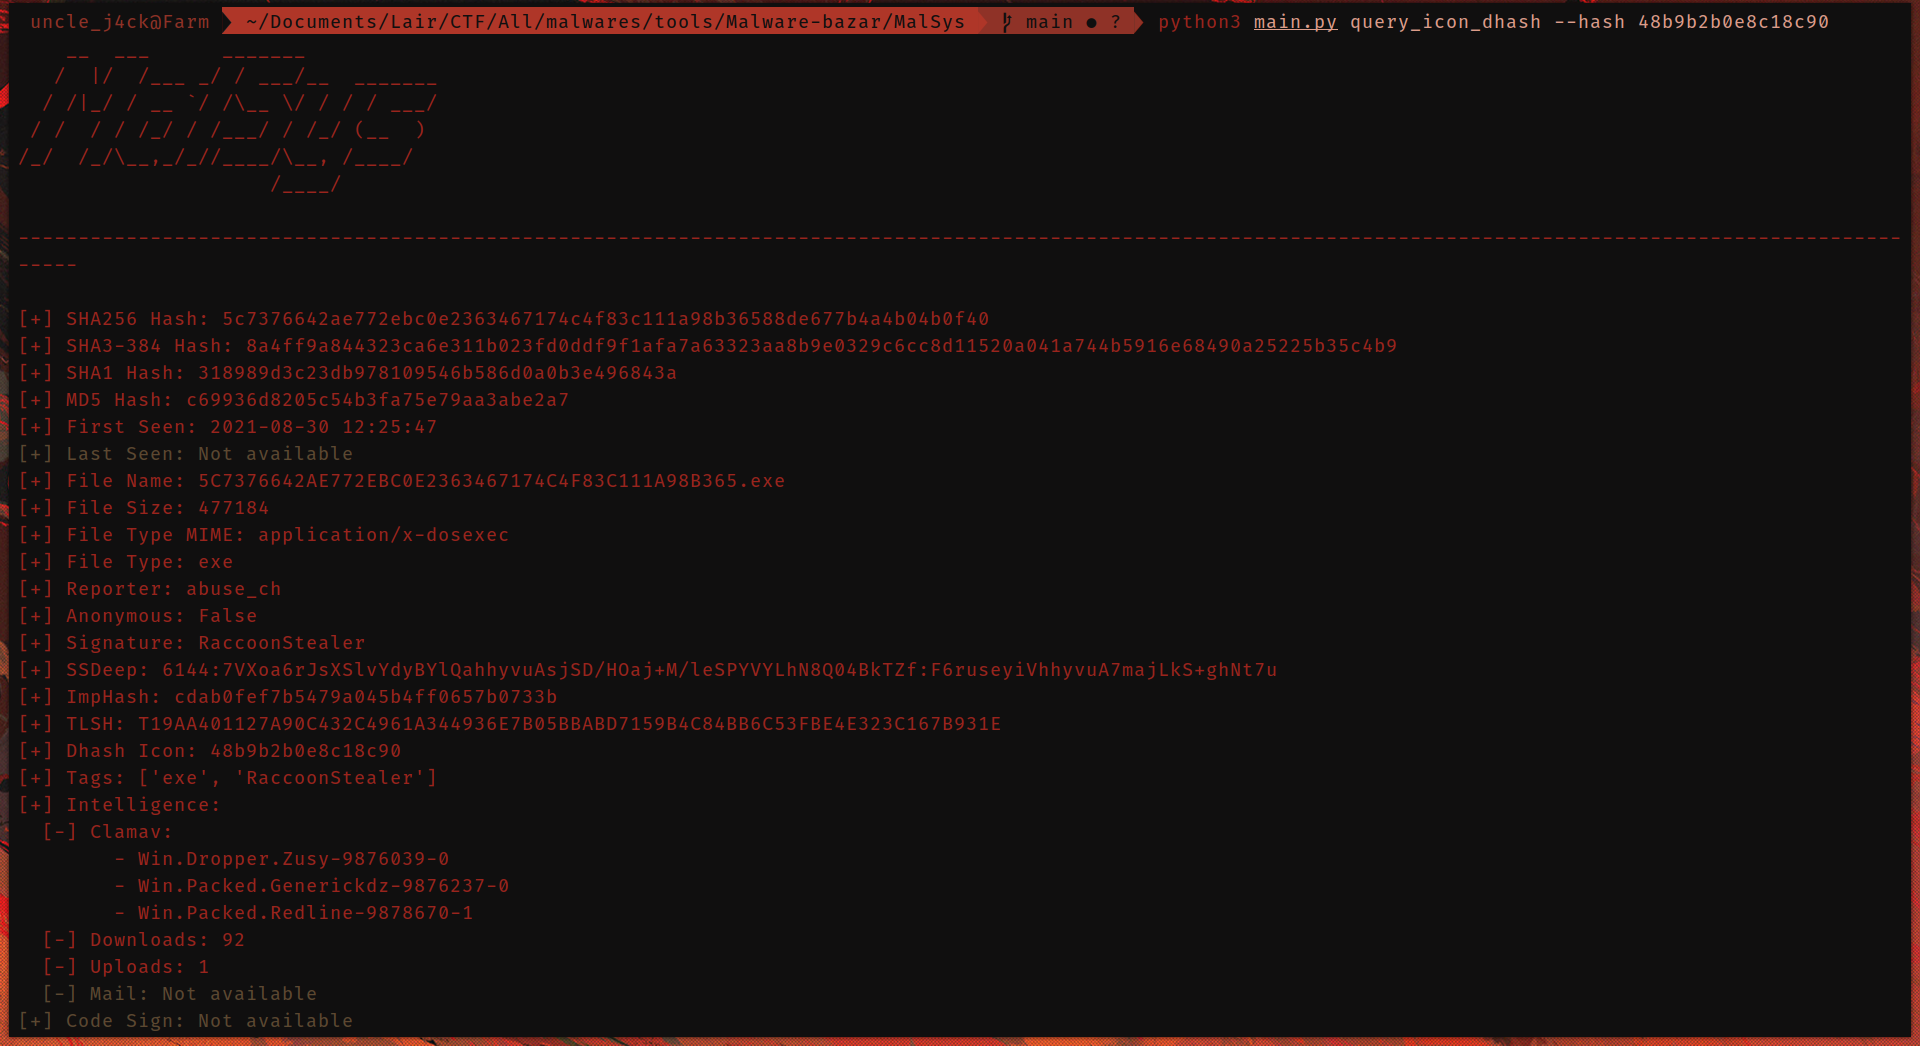 uncle_j4ck@Farm ~/Documents/Lair/CTF/All/malwares/tools/Malware-bazar/MalSys main ● ? python3 main.py query_icon_dhash --hash 48b9b2b0e8c18c90
    __  ___      _______
   /  |/  /___ _/ / ___/__  _______
  / /|_/ / __ `/ /\__ \/ / / / ___/
 / /  / / /_/ / /___/ / /_/ (__  )
/_/  /_/\__,_/_//____/\__, /____/
                     /____/
-------------------------------------------------------------------------------------------------------------------------------------------------------------
-----
[+] SHA256 Hash: 5c7376642ae772ebc0e2363467174c4f83c111a98b36588de677b4a4b04b0f40
[+] SHA3-384 Hash: 8a4ff9a844323ca6e311b023fd0ddf9f1afa7a63323aa8b9e0329c6cc8d11520a041a744b5916e68490a25225b35c4b9
[+] SHA1 Hash: 318989d3c23db978109546b586d0a0b3e496843a
[+] MD5 Hash: c69936d8205c54b3fa75e79aa3abe2a7
[+] First Seen: 2021-08-30 12:25:47
[+] Last Seen: Not available
[+] File Name: 5C7376642AE772EBC0E2363467174C4F83C111A98B365.exe
[+] File Size: 477184
[+] File Type MIME: application/x-dosexec
[+] File Type: exe
[+] Reporter: abuse_ch
[+] Anonymous: False
[+] Signature: RaccoonStealer
[+] SSDeep: 6144:7VXoa6rJsXSlvYdyBYlQahhyvuAsjSD/HOaj+M/leSPYVYLhN8Q04BkTZf:F6ruseyiVhhyvuA7majLkS+ghNt7u
[+] ImpHash: cdab0fef7b5479a045b4ff0657b0733b
[+] TLSH: T19AA401127A90C432C4961A344936E7B05BBABD7159B4C84BB6C53FBE4E323C167B931E
[+] Dhash Icon: 48b9b2b0e8c18c90
[+] Tags: ['exe', 'RaccoonStealer']
[+] Intelligence:
  [-] Clamav:
        - Win.Dropper.Zusy-9876039-0
        - Win.Packed.Generickdz-9876237-0
        - Win.Packed.Redline-9878670-1
  [-] Downloads: 92
  [-] Uploads: 1
  [-] Mail: Not available
[+] Code Sign: Not available